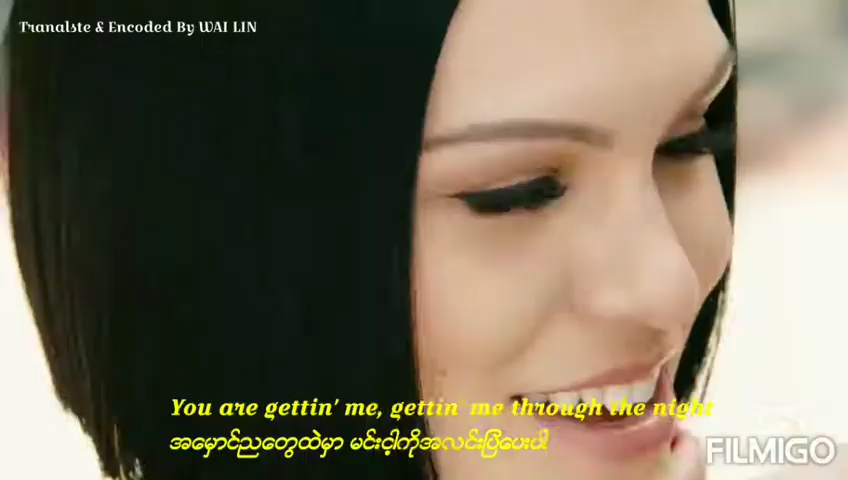 Tranalste & Encoded By WAI LIN
You are gettin' me, gettin' me through the night
အမှောင်ညတွေထဲမှာ မင်းငါ့ကိုအလင်းပြပေးပါ
FILMIGO